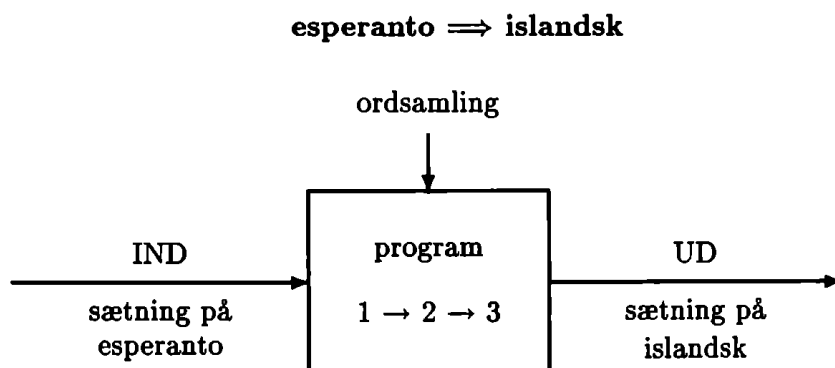 esperanto ⟹ islandsk
ordsamling
IND
program
UD
sætning på
esperanto
1 → 2 → 3
sætning på
islandsk